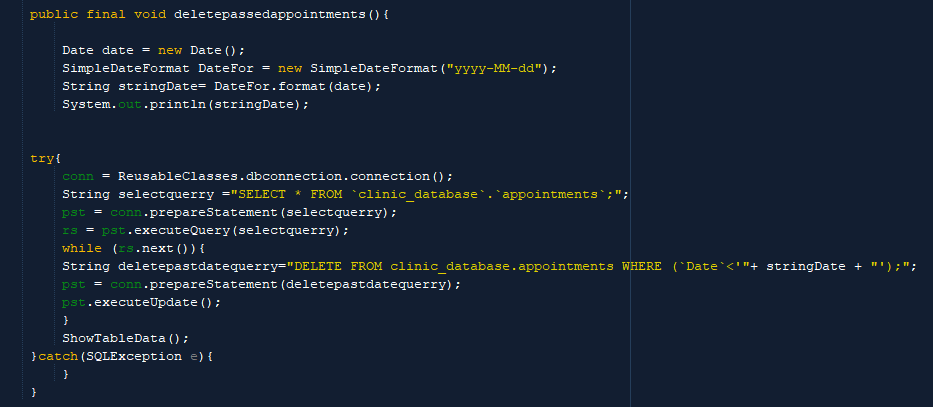 public final void deletepassedappointments(){
Date date = new Date();
SimpleDateFormat DateFor = new SimpleDateFormat("yyyy-MM-dd");
String stringDate= DateFor.format(date);
System.out.println(stringDate);
try{
conn = ReusableClasses.dbconnection.connection();
String selectquerry ="SELECT * FROM `clinic_database`.`appointments`;";
pst = conn.prepareStatement(selectquerry);
rs = pst.executeQuery(selectquerry);
while (rs.next()){
String deletepastdatequerry="DELETE FROM clinic_database.appointments WHERE (`Date`<'"+ stringDate + "');";
pst = conn.prepareStatement(deletepastdatequerry);
pst.executeUpdate();
}
ShowTableData();
}catch(SQLException e){
}
}